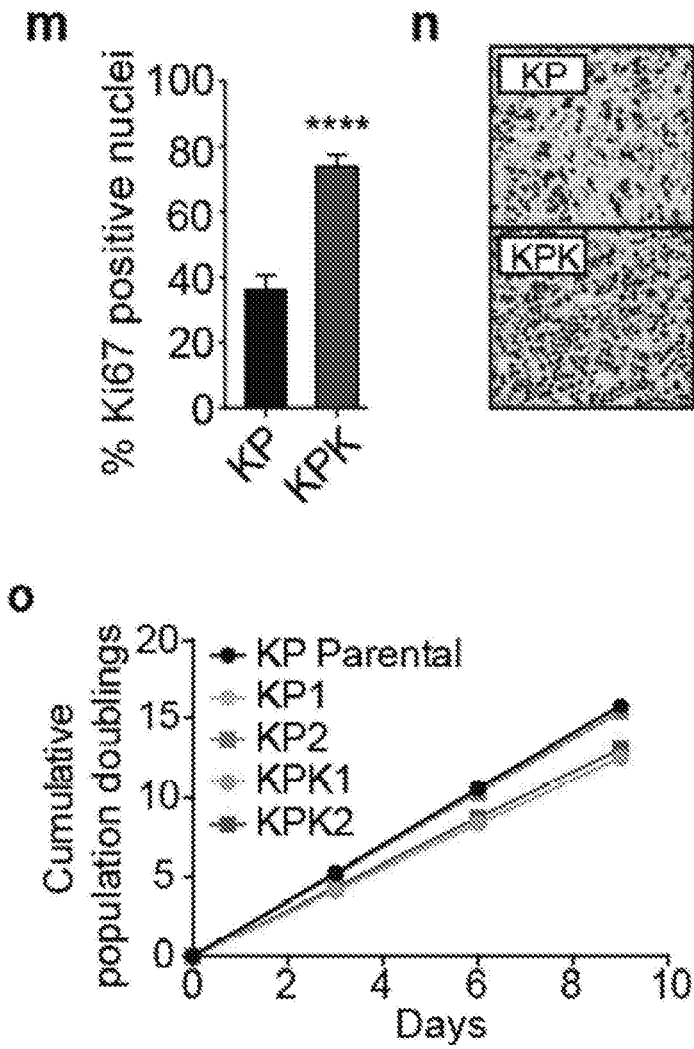 m
% Ki67 positive nuclei
100
80
60
40
20
0
****
KP
KPK
n
KP
KPK
o
Cumulative
population doublings
20
15
10
5
0
KP Parental
KP1
KP2
KPK1
KPK2
0 2 4 6 8 10
Days